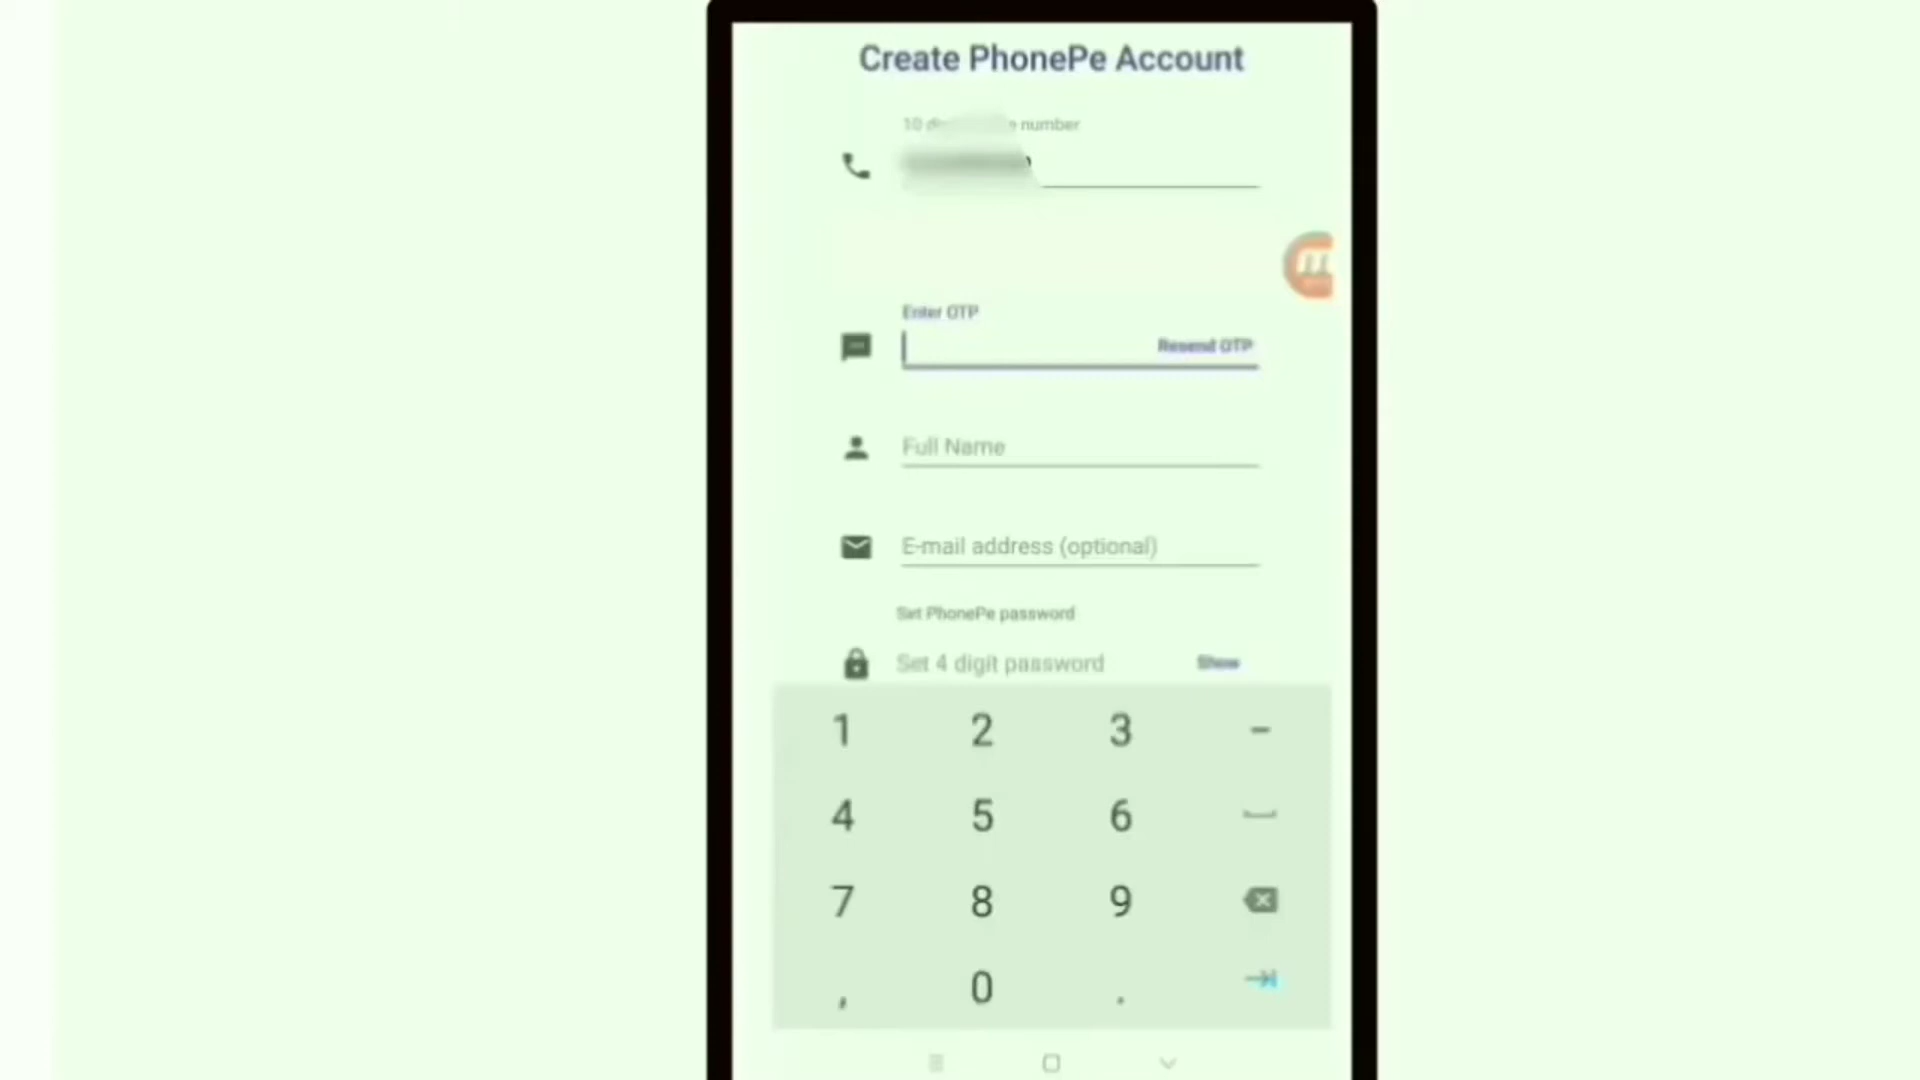 Create PhonePe Account
10 number
Enter OTP
Resend OTP
Full Name
E-mail address (optional)
Set PhonePe password
Set 4 digit password
Show
1 2 3 -
4 5 6
7 8 9
, 0 .